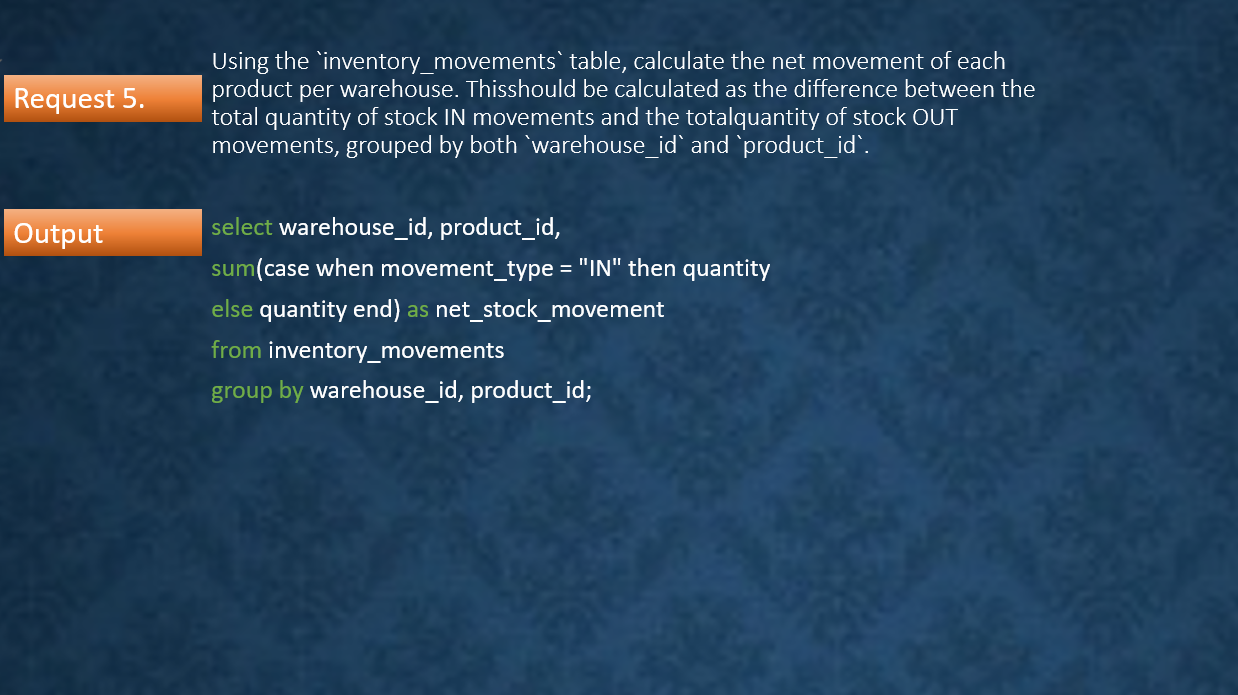 Using the `inventory_movements` table, calculate the net movement of each
Request 5.
product per warehouse. Thisshould be calculated as the difference between the
total quantity of stock IN movements and the totalquantity of stock OUT
movements, grouped by both `warehouse_id` and `product_id`.
Output
select warehouse_id, product_id,
sum(case when movement_type = "IN" then quantity
else quantity end) as net_stock_movement
from inventory_movements
group by warehouse_id, product_id;